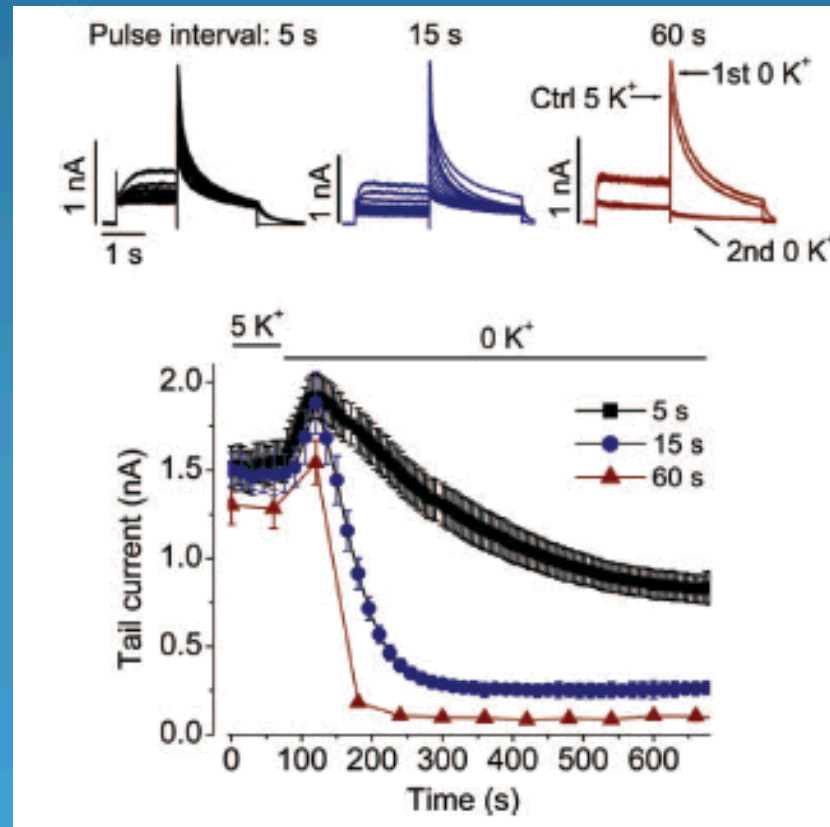 Pulse interval: 5 s 15 s 60 s
1st 0 K⁺
Ctrl 5 K⁺
1 nA
1 nA
1 nA
1 s
2nd 0 K⁺
5 K⁺
0 K⁺
2.0
1.5
1.0
0.5
0.0
5 s
15 s
60 s
Tail current (nA)
0 100 200 300 400 500 600
Time (s)